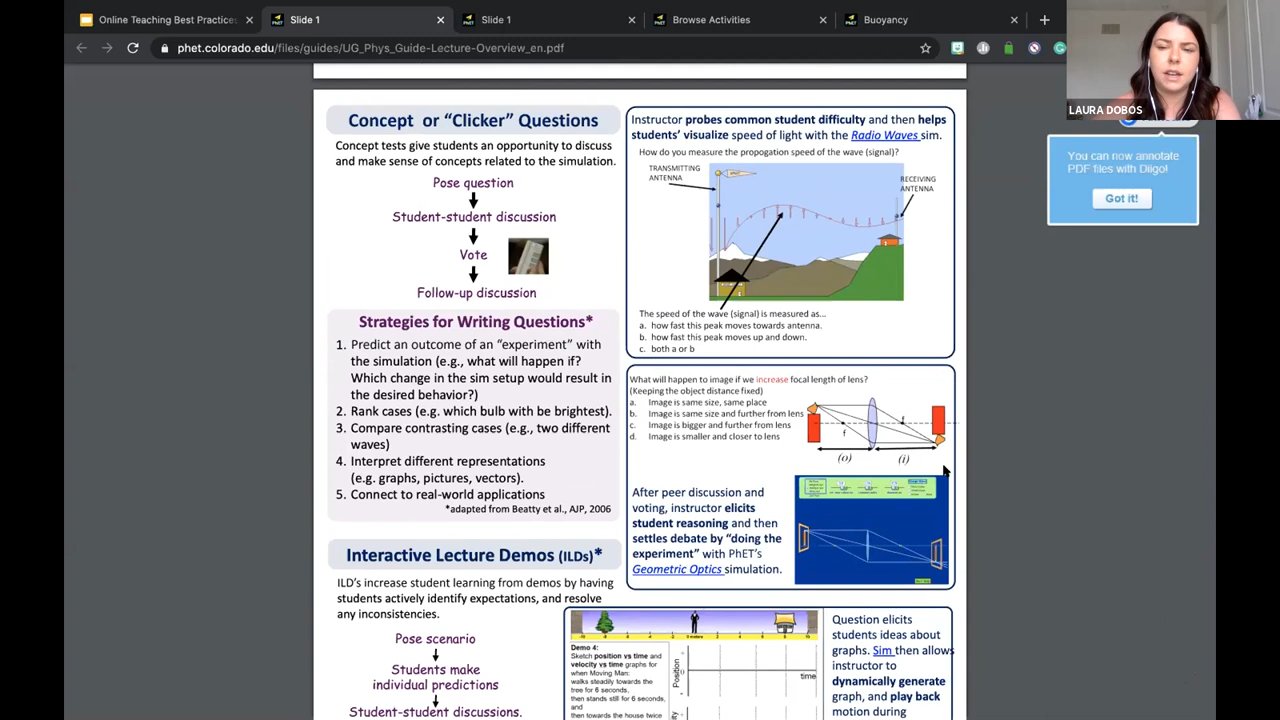 Online Teaching Best Practices
Slide 1
Slide 1
Browse Activities
Buoyancy
phet.colorado.edu/files/guides/UG_Phys_Guide-Lecture-Overview_en.pdf
LAURA DOBOS
You can now annotate
PDF files with Diigo!
Got it!
Concept or “Clicker” Questions
Concept tests give students an opportunity to discuss
and make sense of concepts related to the simulation.
Pose question
Student-student discussion
Vote
Follow-up discussion
Strategies for Writing Questions*
1. Predict an outcome of an “experiment” with
the simulation (e.g., what will happen if?
Which change in the sim setup would result in
the desired behavior?)
2. Rank cases (e.g. which bulb with be brightest).
3. Compare contrasting cases (e.g., two different
waves)
4. Interpret different representations
(e.g. graphs, pictures, vectors).
5. Connect to real-world applications
*adapted from Beatty et al., AJP, 2006
Interactive Lecture Demos (ILDs)*
ILD’s increase student learning from demos by having
students actively identify expectations, and resolve
any inconsistencies.
Pose scenario
Students make
individual predictions
Student-student discussions.
Instructor probes common student difficulty and then helps
students’ visualize speed of light with the Radio Waves sim.
How do you measure the propogation speed of the wave (signal)?
TRANSMITTING
ANTENNA
RECEIVING
ANTENNA
The speed of the wave (signal) is measured as...
a. how fast this peak moves towards antenna.
b. how fast this peak moves up and down.
c. both a or b
What will happen to image if we increase focal length of lens?
(Keeping the object distance fixed)
a. Image is same size, same place
b. Image is same size and further from lens
c. Image is bigger and further from lens
d. Image is smaller and closer to lens
f
f
(o)
(i)
After peer discussion and
voting, instructor elicits
student reasoning and then
settles debate by “doing the
experiment” with PhET’s
Geometric Optics simulation.
Demo 4:
Sketch position vs time and
velocity vs time graphs for
when Moving Man:
walks steadily towards the
tree for 6 seconds,
then stands still for 6 seconds,
and
then towards the house twice
Position
time
Question elicits
students ideas about
graphs. Sim then allows
instructor to
dynamically generate
graph, and play back
motion during